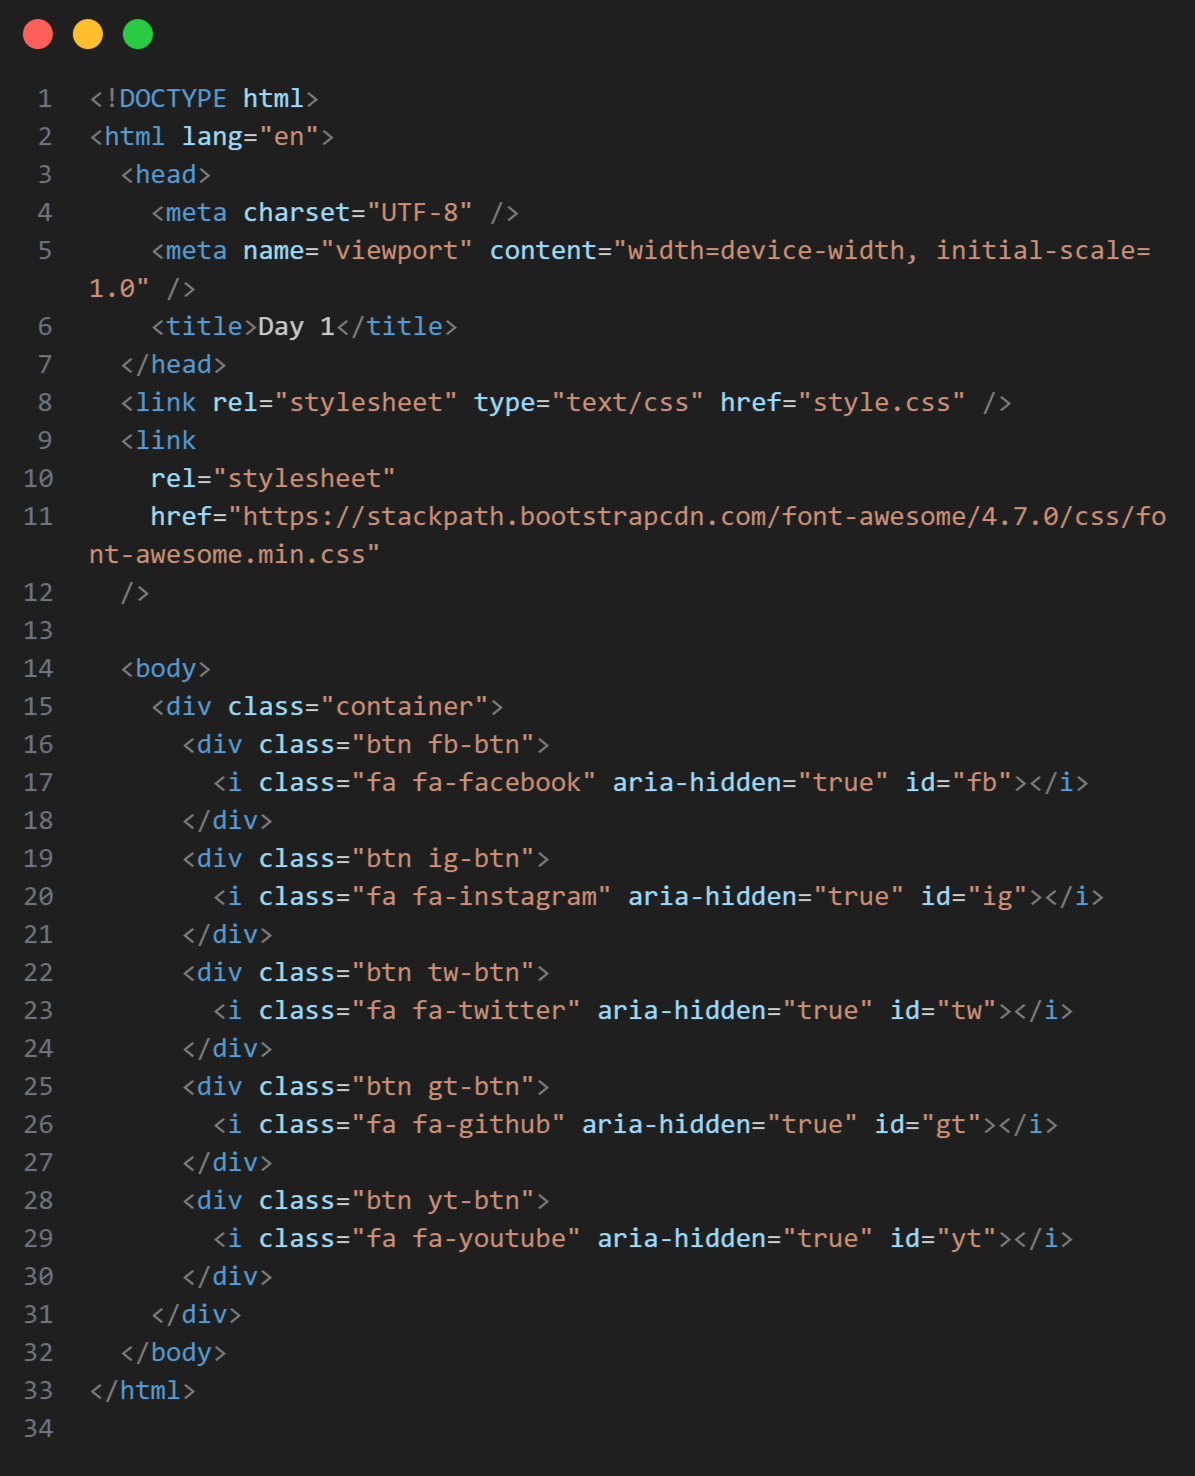 1 <!DOCTYPE html>
2 <html lang="en">
3   <head>
4     <meta charset="UTF-8" />
5     <meta name="viewport" content="width=device-width, initial-scale=
1.0" />
6     <title>Day 1</title>
7   </head>
8   <link rel="stylesheet" type="text/css" href="style.css" />
9   <link
10     rel="stylesheet"
11     href="https://stackpath.bootstrapcdn.com/font-awesome/4.7.0/css/fo
nt-awesome.min.css"
12   />
13
14   <body>
15     <div class="container">
16       <div class="btn fb-btn">
17         <i class="fa fa-facebook" aria-hidden="true" id="fb"></i>
18       </div>
19       <div class="btn ig-btn">
20         <i class="fa fa-instagram" aria-hidden="true" id="ig"></i>
21       </div>
22       <div class="btn tw-btn">
23         <i class="fa fa-twitter" aria-hidden="true" id="tw"></i>
24       </div>
25       <div class="btn gt-btn">
26         <i class="fa fa-github" aria-hidden="true" id="gt"></i>
27       </div>
28       <div class="btn yt-btn">
29         <i class="fa fa-youtube" aria-hidden="true" id="yt"></i>
30       </div>
31     </div>
32   </body>
33 </html>
34